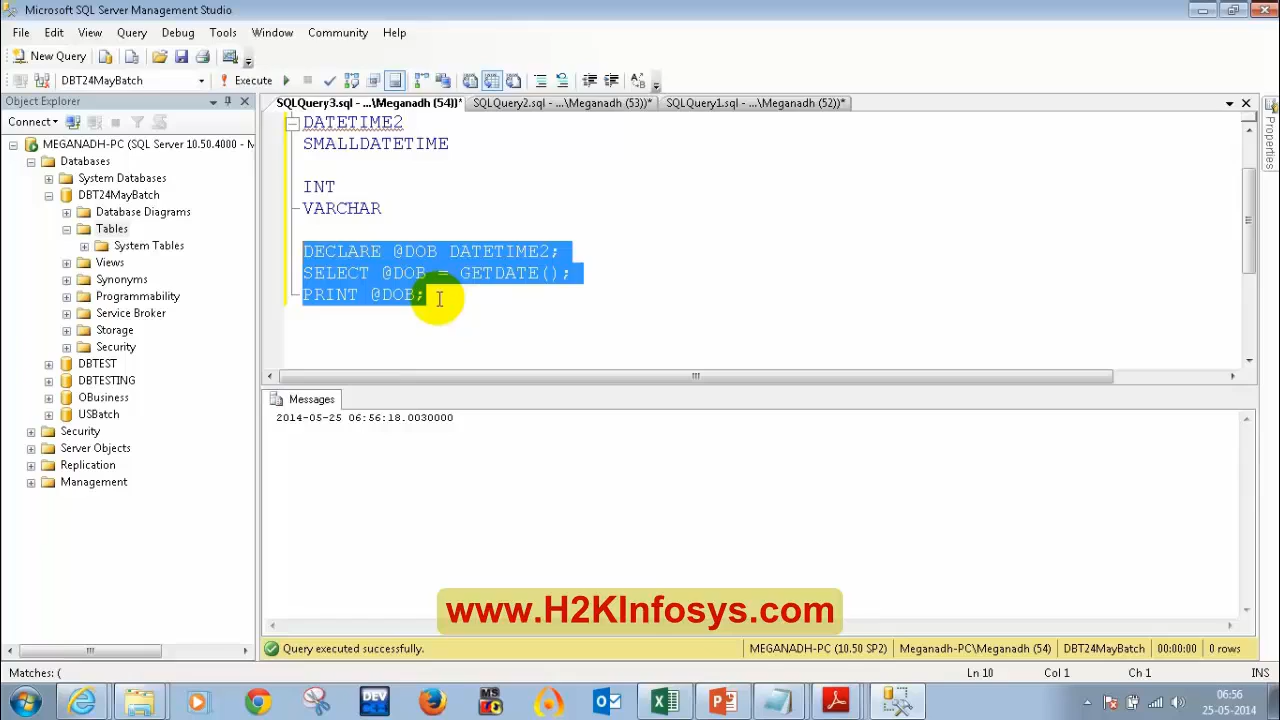 Microsoft SQL Server Management Studio
File Edit View Query Debug Tools Window Community Help
New Query
DBT24MayBatch Execute
Object Explorer
SQLQuery3.sql - ...\Meganadh (54))* SQLQuery2.sql - ...\Meganadh (53))* SQLQuery1.sql - ...\Meganadh (52))*
Connect
MEGANADH-PC (SQL Server 10.50.4000 - M
Databases
System Databases
DBT24MayBatch
Database Diagrams
Tables
System Tables
Views
Synonyms
Programmability
Service Broker
Storage
Security
DBTEST
DBTESTING
OBusiness
USBatch
Security
Server Objects
Replication
Management
DATETIME2
SMALLDATETIME
INT
VARCHAR
DECLARE @DOB DATETIME2;
SELECT @DOB = GETDATE();
PRINT @DOB;
Properties
Messages
2014-05-25 06:56:18.0030000
www.H2KInfosys.com
Query executed successfully. MEGANADH-PC (10.50 SP2) Meganadh-PC\Meganadh (54) DBT24MayBatch 00:00:00 0 rows
Matches: ( Ln 10 Col 1 Ch 1 INS
DEV
MS
06:56
25-05-2014